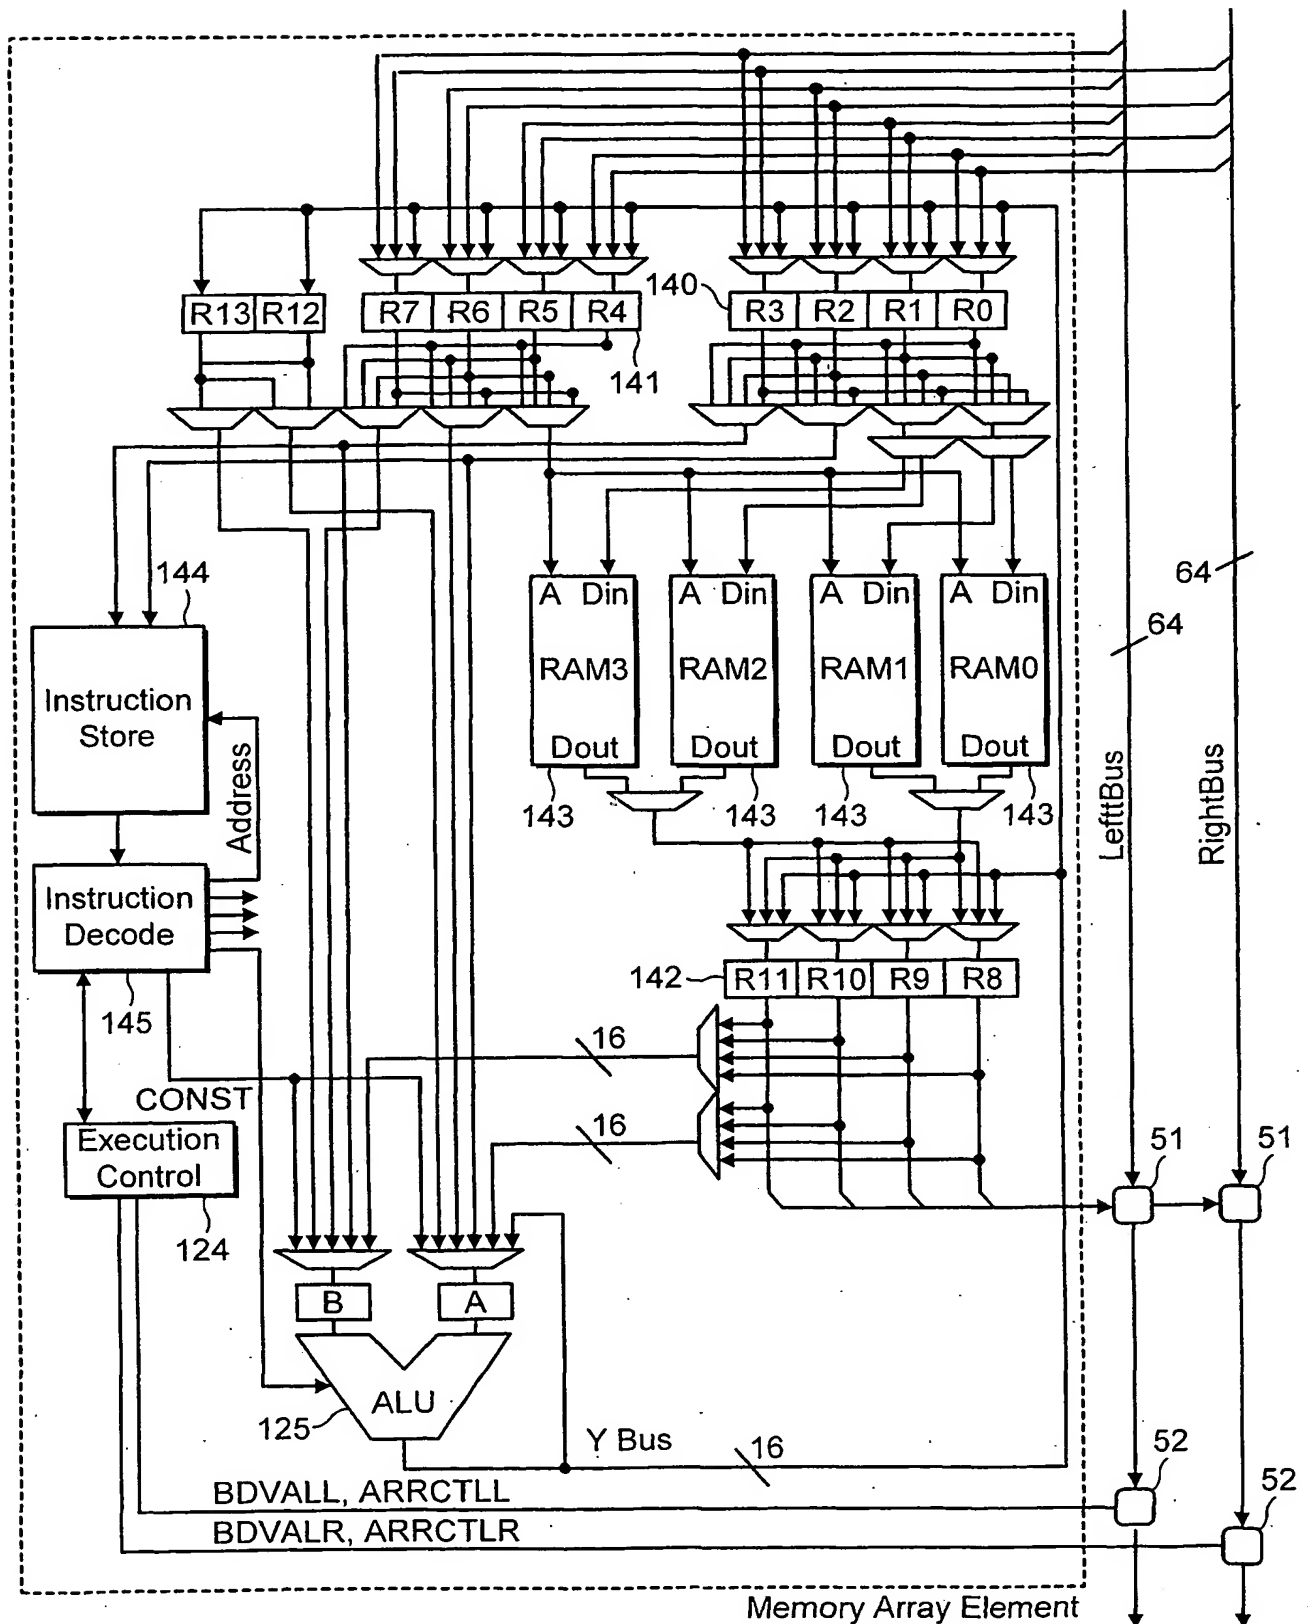 140
R13 R12 R7 R6 R5 R4 R3 R2 R1 R0
141
144
64
64
A Din A Din A Din A Din
Instruction
Store
RAM3 RAM2 RAM1 RAM0
Address
Dout Dout Dout Dout
143 143 143 143
LefttBus
RightBus
Instruction
Decode
145
142 R11 R10 R9 R8
16
CONST
16
Execution
Control
124
51 51
B A
ALU
125
Y Bus 16
52
BDVALL, ARRCTLL
52
BDVALR, ARRCTLR
Memory Array Element